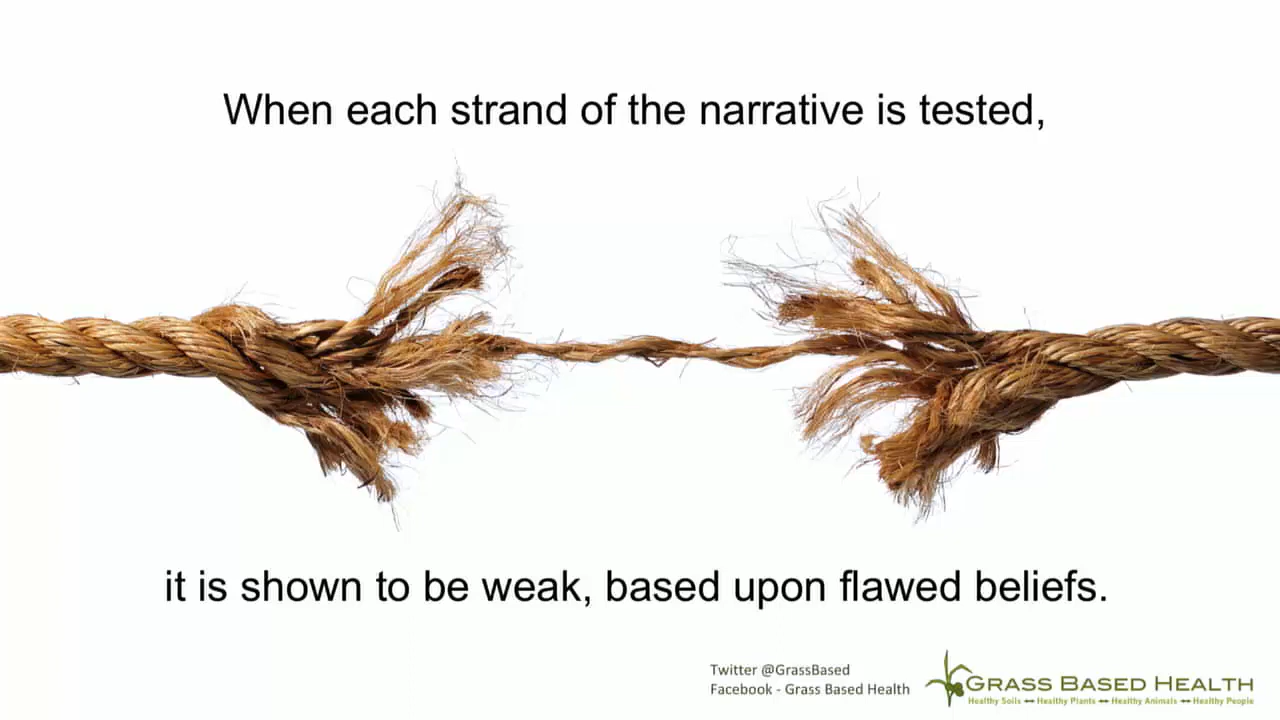 When each strand of the narrative is tested,
it is shown to be weak, based upon flawed beliefs.
Twitter @GrassBased
Facebook - Grass Based Health
GRASS BASED HEALTH
Healthy Soils ↔ Healthy Plants ↔ Healthy Animals ↔ Healthy People